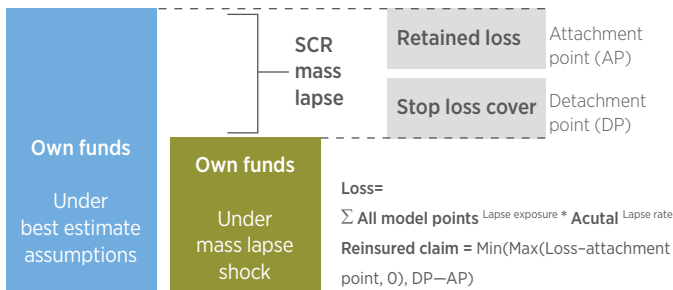 SCR
mass
lapse
Retained loss
Attachment
point (AP)
Stop loss cover
Detachment
point (DP)
Own funds
Under
best estimate
assumptions
Own funds
Under
mass lapse
shock
Loss=
Σ All model points Lapse exposure * Acutal Lapse rate
Reinsured claim = Min(Max(Loss–attachment
point, 0), DP—AP)